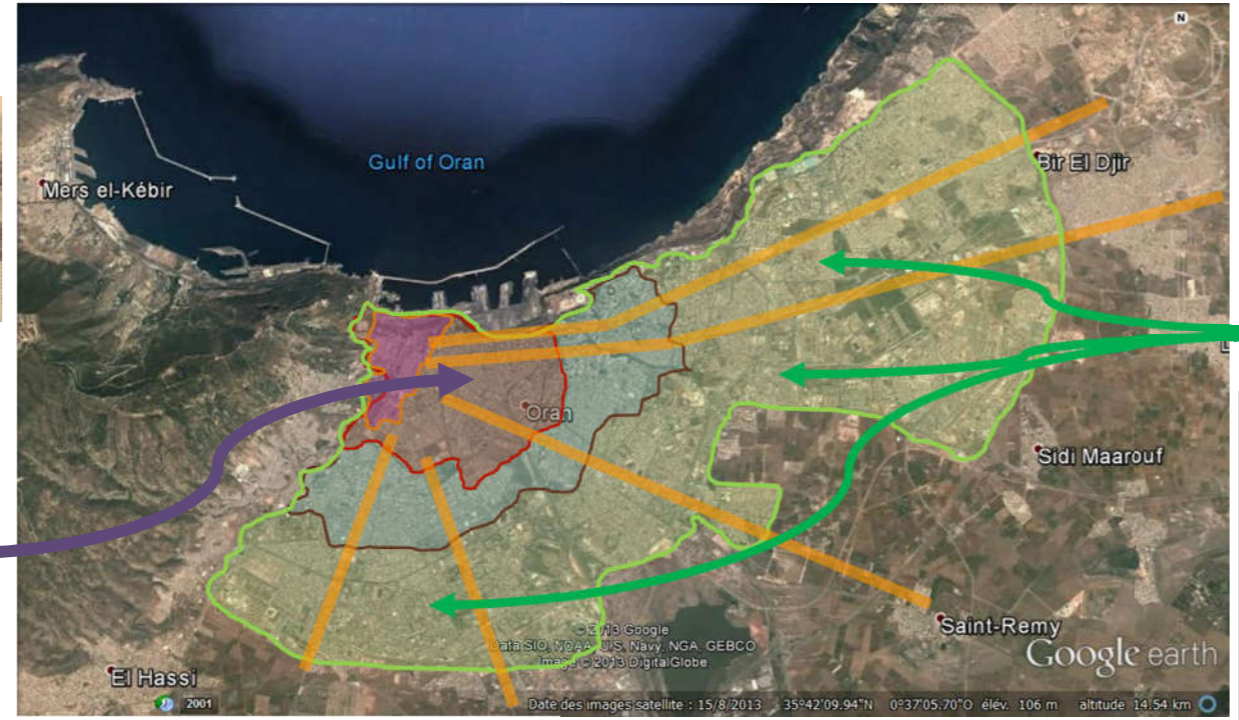 N
Gulf of Oran
Mers el-Kébir
Bir El Djir
Oran
Sidi Maarouf
Saint-Remy
© 2013 Google
Data SIO, NOAA, U.S. Navy, NGA, GEBCO
Image © 2013 DigitalGlobe
Google earth
El Hassi
2001
Date des images satellite : 15/8/2013 35°42'09.94"N 0°37'05.70"O élév. 106 m altitude 14.54 km